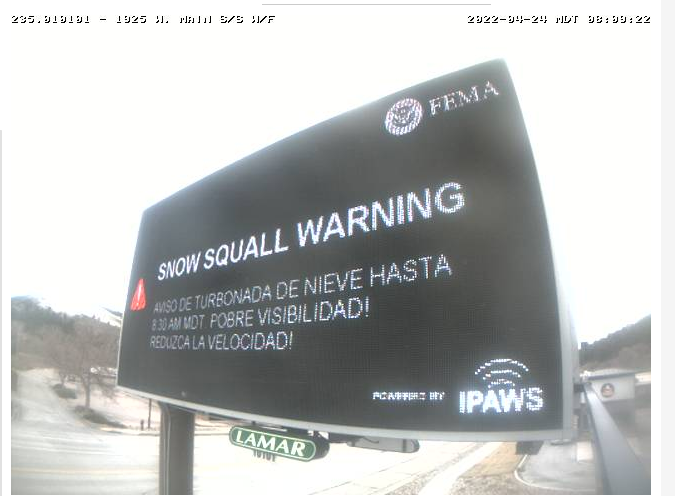 235.010101 - 1925 W. MAIN S/S W/F
2022-04-24 MDT 08:09:22
FEMA
SNOW SQUALL WARNING
AVISO DE TURBONADA DE NIEVE HASTA
8:30 AM MDT POBRE VISIBILIDAD!
REDUZCA LA VELOCIDAD!
POWERED BY
IPAWS
LAMAR